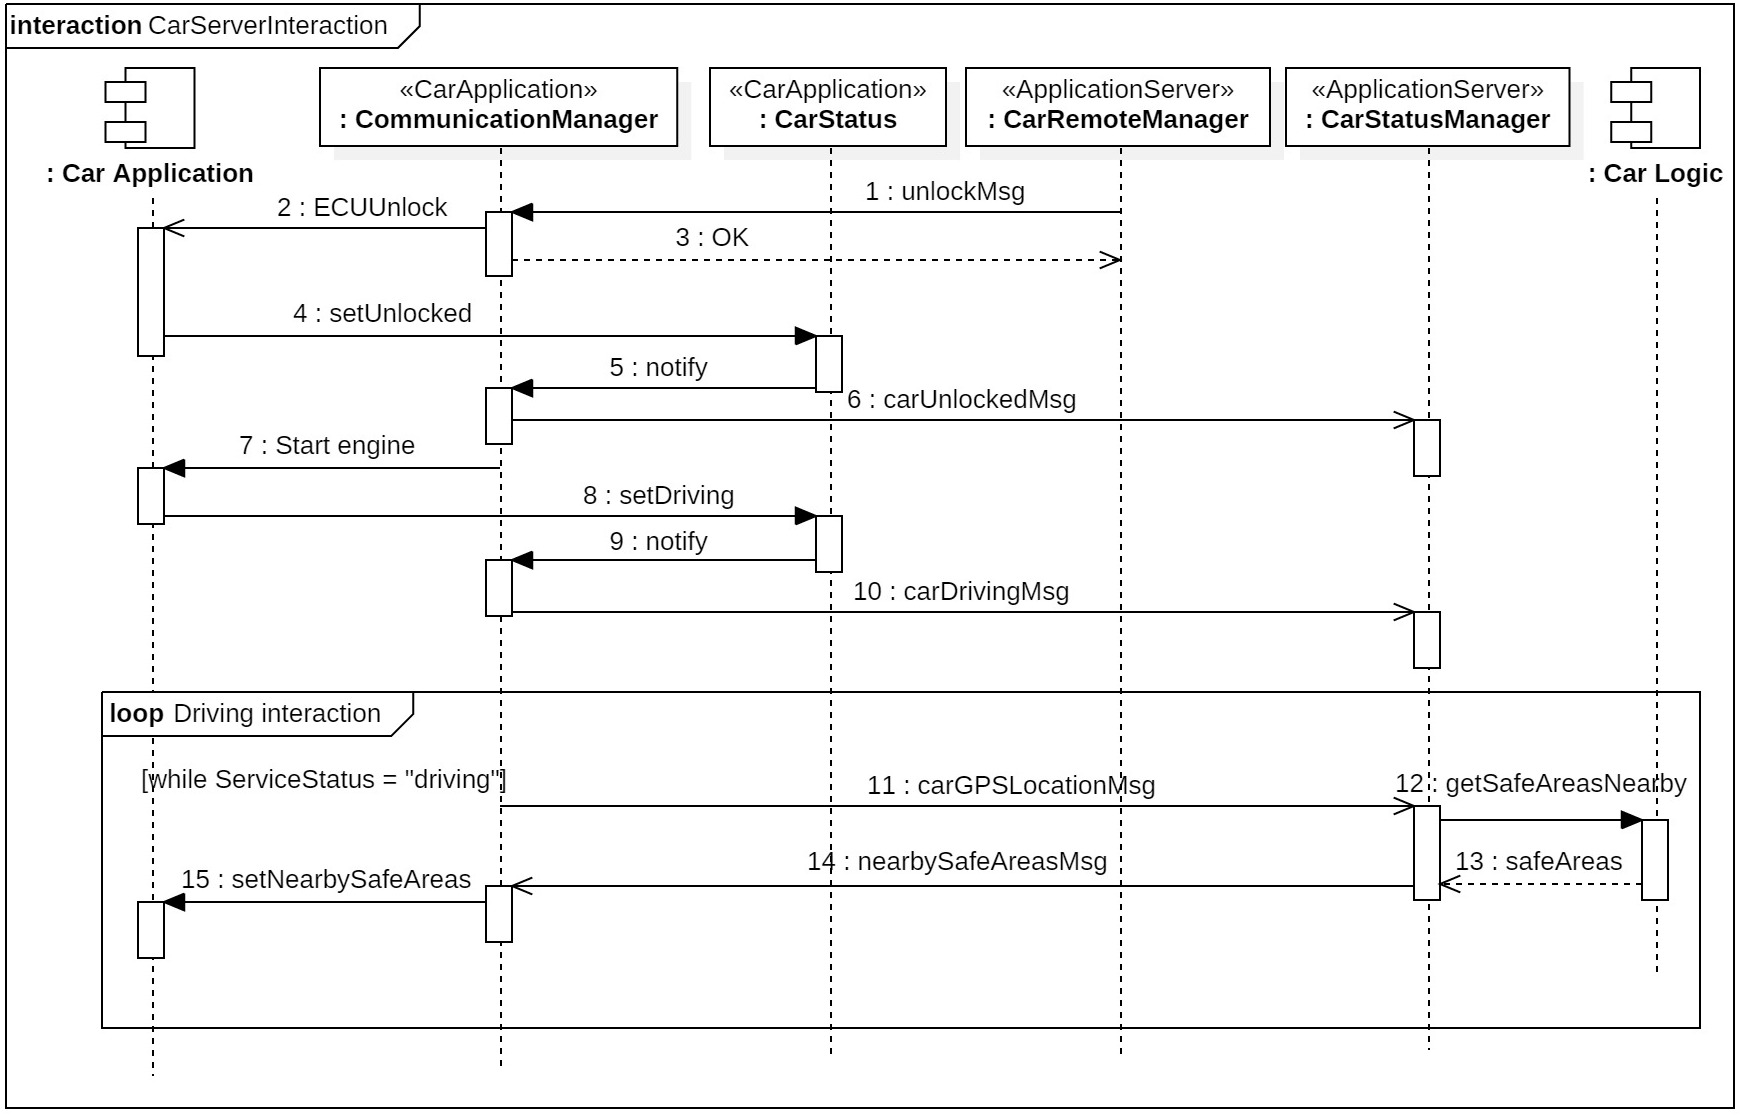 interaction CarServerInteraction
: Car Application
«CarApplication»
: CommunicationManager
«CarApplication»
: CarStatus
«ApplicationServer»
: CarRemoteManager
«ApplicationServer»
: CarStatusManager
: Car Logic
1 : unlockMsg
2 : ECUUnlock
3 : OK
4 : setUnlocked
5 : notify
6 : carUnlockedMsg
7 : Start engine
8 : setDriving
9 : notify
10 : carDrivingMsg
loop Driving interaction
[while ServiceStatus = "driving"]
11 : carGPSLocationMsg
12 : getSafeAreasNearby
13 : safeAreas
14 : nearbySafeAreasMsg
15 : setNearbySafeAreas